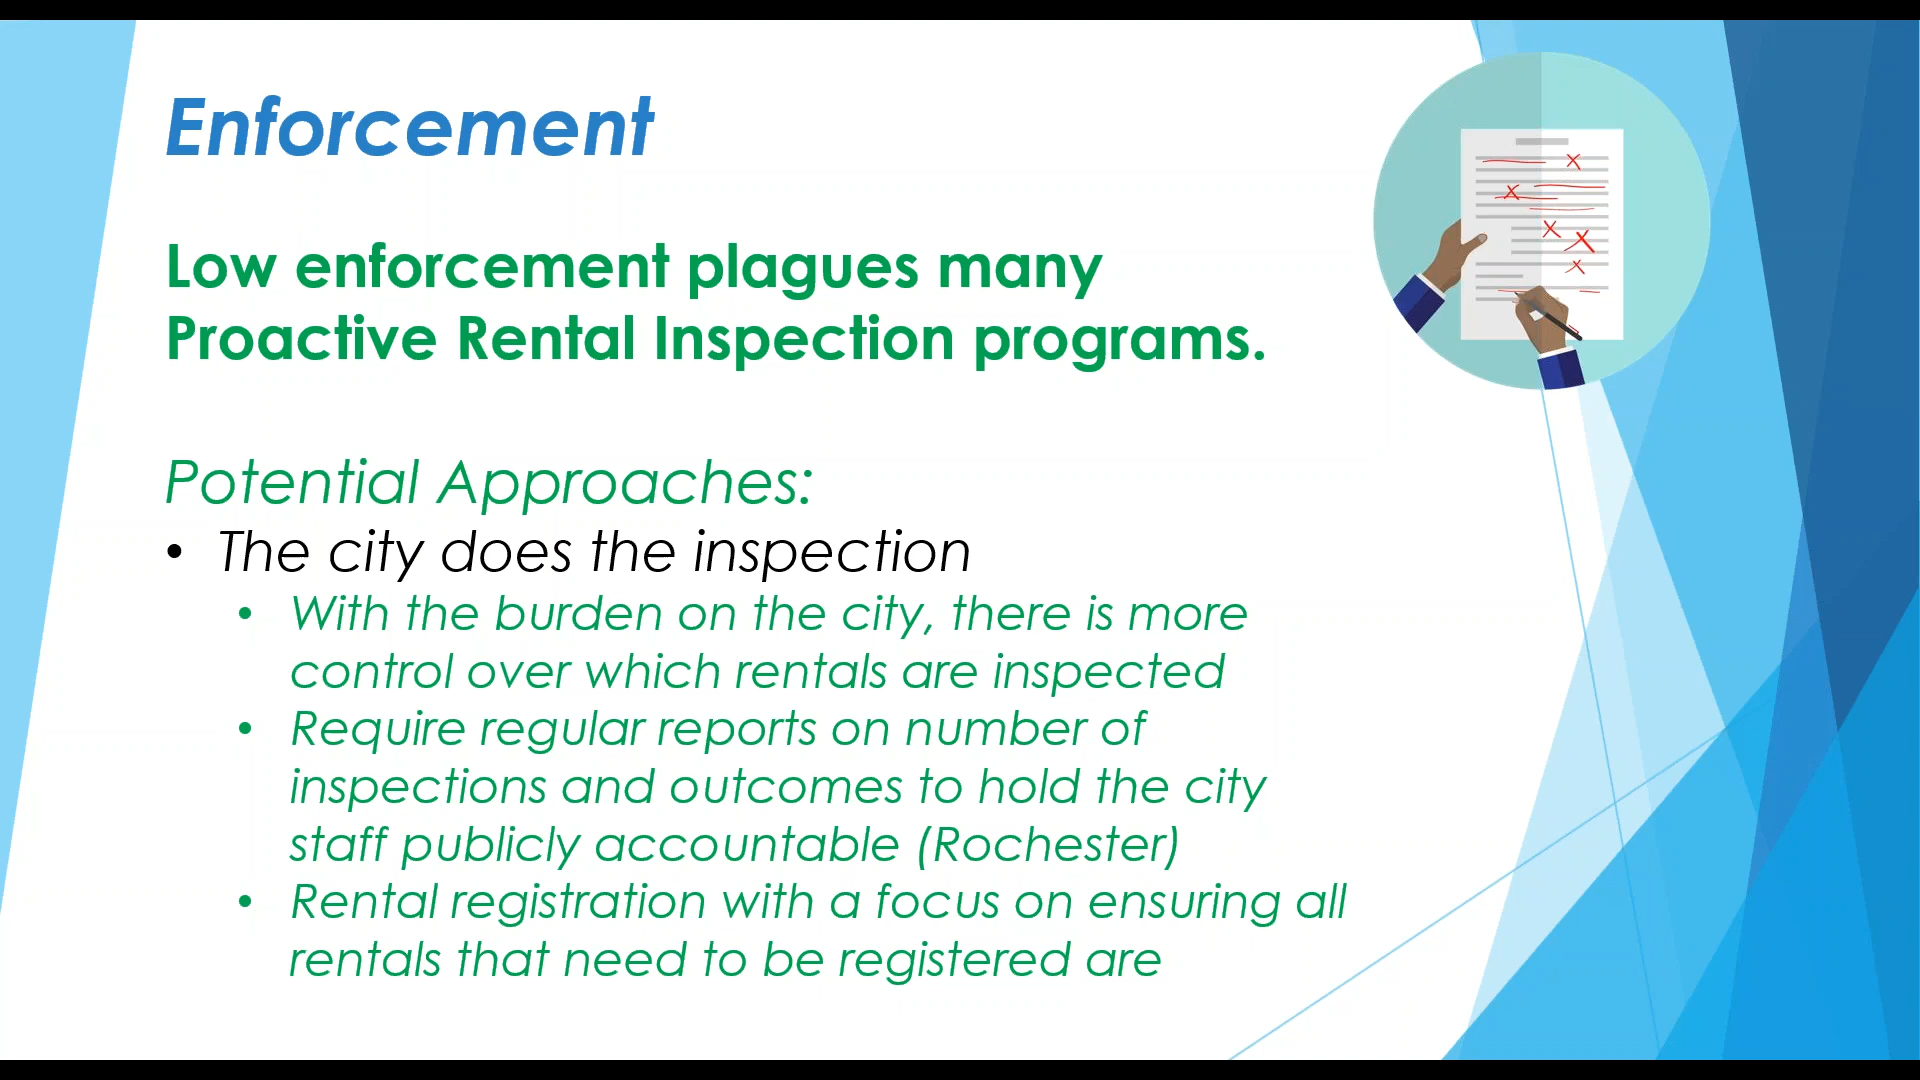 Enforcement
Low enforcement plagues many
Proactive Rental Inspection programs.
Potential Approaches:
• The city does the inspection
• With the burden on the city, there is more
control over which rentals are inspected
• Require regular reports on number of
inspections and outcomes to hold the city
staff publicly accountable (Rochester)
• Rental registration with a focus on ensuring all
rentals that need to be registered are